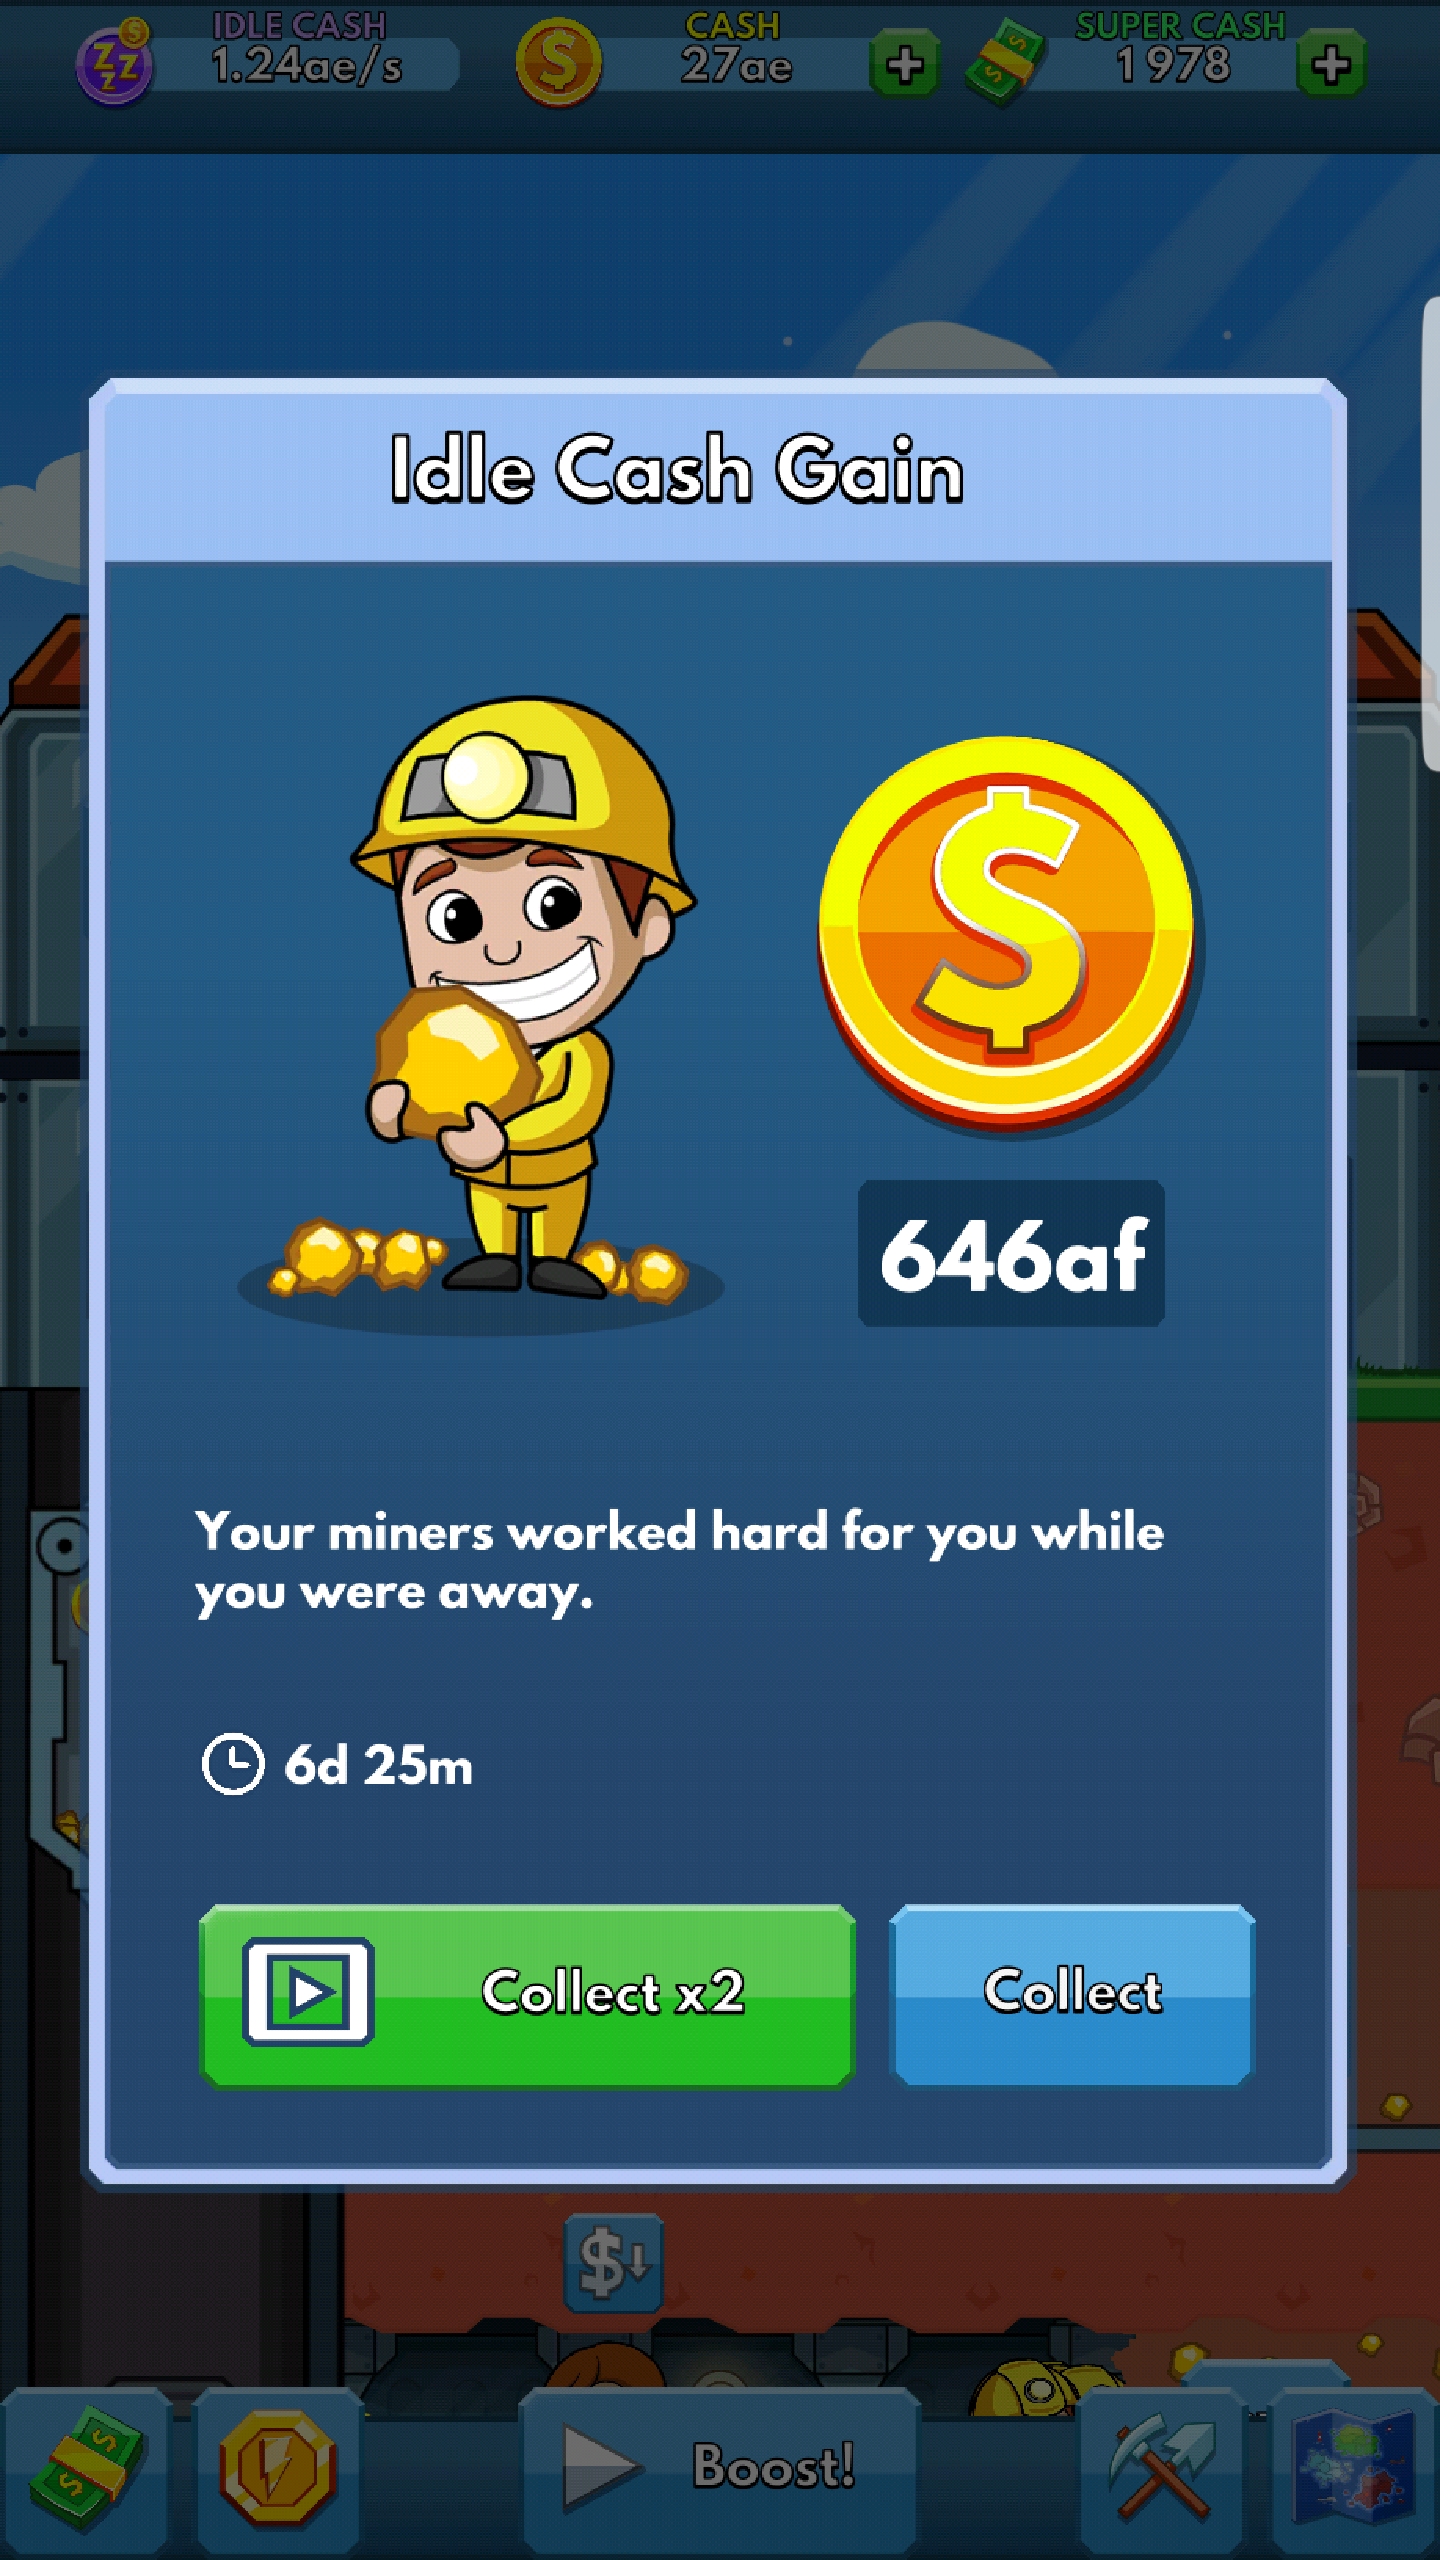 IDLE CASH
1.24ae/s
CASH
27ae
SUPER CASH
1978
Idle Cash Gain
646af
Your miners worked hard for you while
you were away.
6d 25m
Collect x2
Collect
Boost!